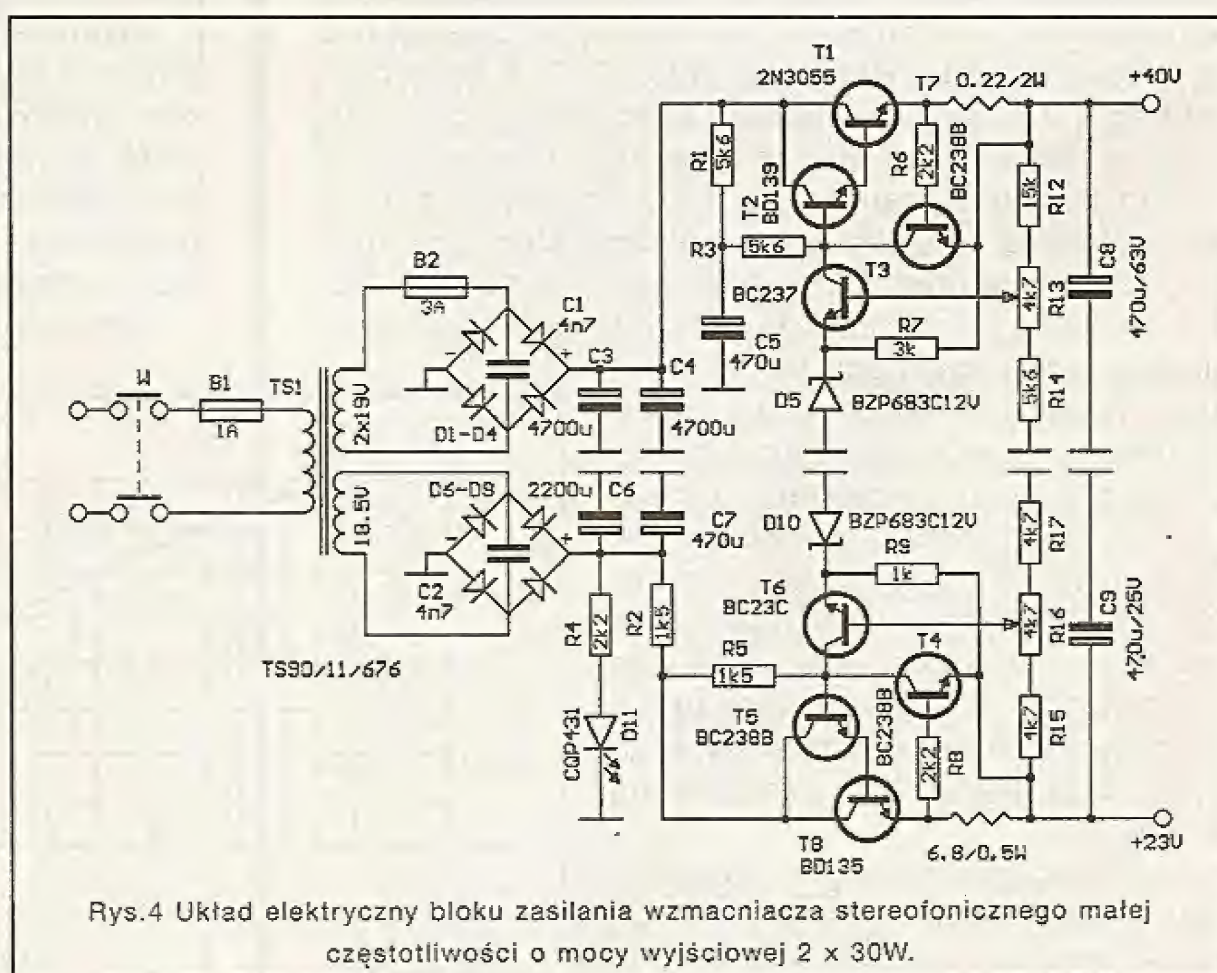 T1
2N3055
T7
0.22/2W
+40V
R1
5k6
T2
BD139
R6
2k2
BC238B
15k
R12
R3
5k6
T3
BC237
4k7
R13
C8
470u/63V
R7
3k
C5
470u
D5
BZP683C12V
5k6
R14
W
B1
1A
TS1
B2
3A
2x19V
C1
4n7
D1-D4
C3
4700u
C4
4700u
18.5V
D6-D9
2200u
C6
C7
470u
C2
4n7
TS90/11/676
R4
2k2
R2
1k5
D10
BZP683C12V
R9
1k
4k7
R17
T6
BC23C
4k7
R16
C9
470u/25V
R5
1k5
T4
BC238B
T5
BC238B
R8
2k2
4k7
R15
CQP431
D11
T8
BD135
6.8/0.5W
+23V
Rys.4 Układ elektryczny bloku zasilania wzmacniacza stereofonicznego małej
częstotliwości o mocy wyjściowej 2 x 30W.